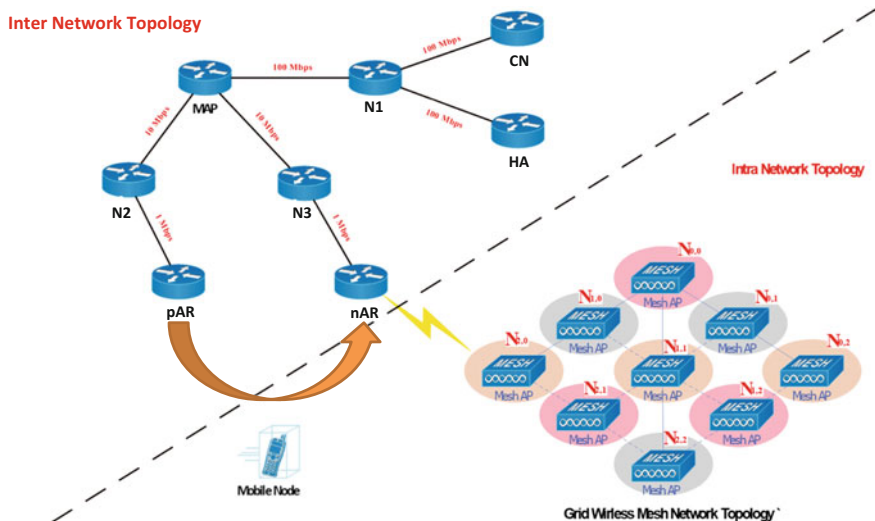 Inter Network Topology
CN
100 Mbps
100 Mbps
MAP
N1
100 Mbps
HA
10 Mbps
10 Mbps
Intra Network Topology
N2
N3
1 Mbps
1 Mbps
pAR
nAR
N0,0
MESH
Mesh AP
N1,0
MESH
Mesh AP
N0,1
MESH
Mesh AP
N2,0
MESH
Mesh AP
N1,1
MESH
Mesh AP
N0,2
MESH
Mesh AP
N2,1
MESH
Mesh AP
N1,2
MESH
Mesh AP
N2,2
MESH
Mesh AP
Mobile Node
Grid Wirless Mesh Network Topology `